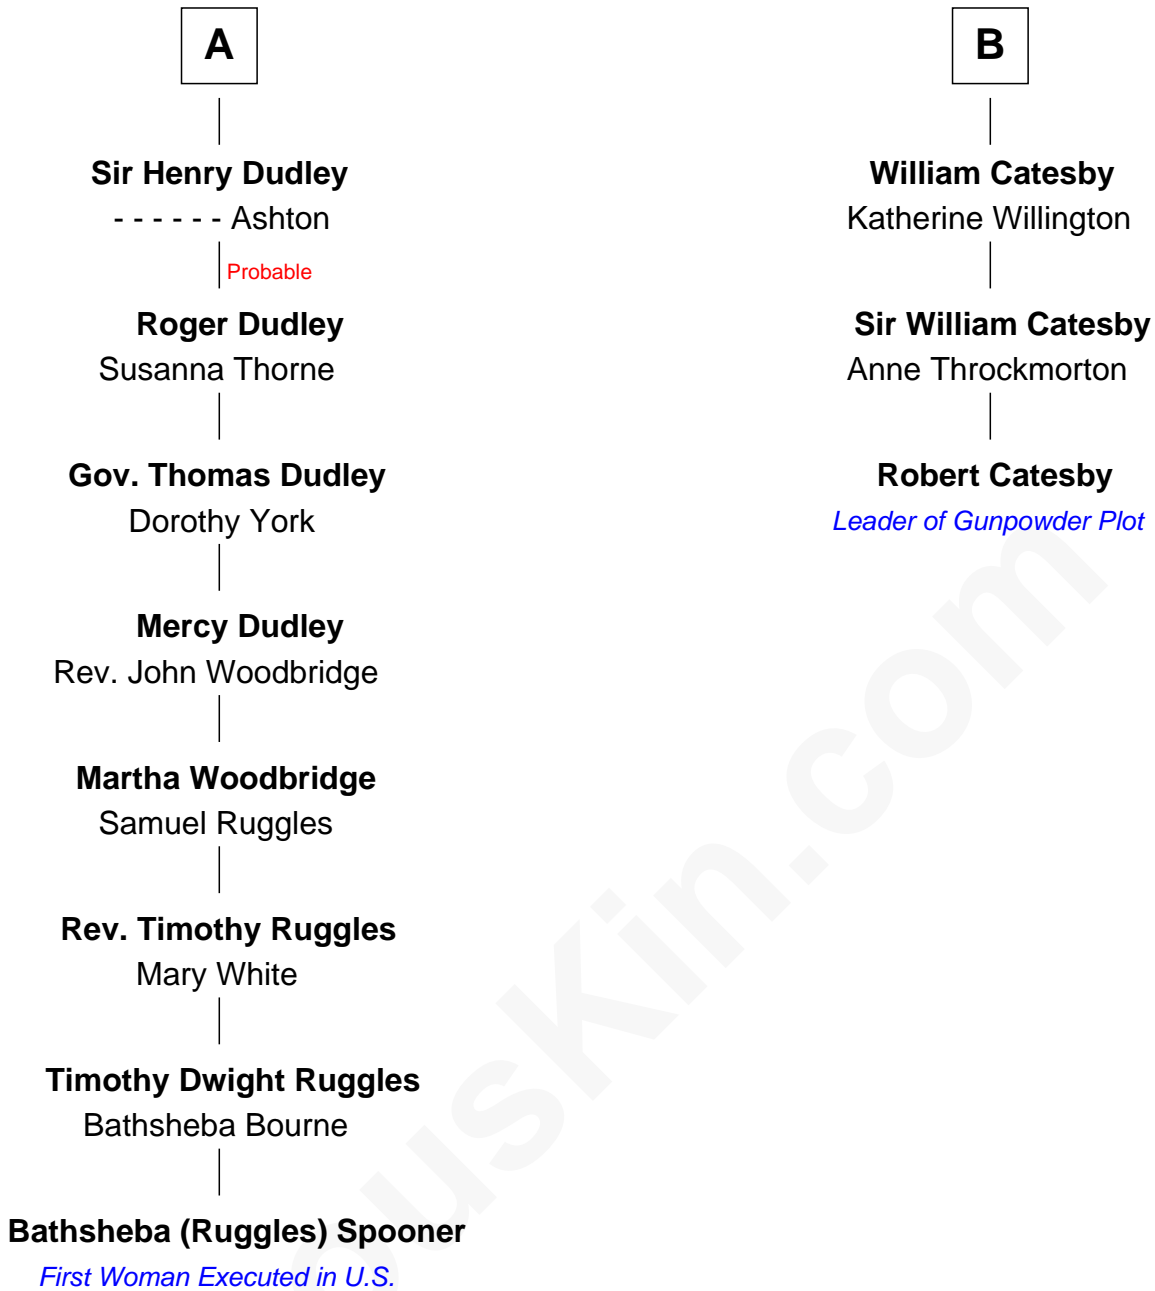 A
Sir Henry Dudley
- - - - - - Ashton
Probable
Roger Dudley
Susanna Thorne
Gov. Thomas Dudley
Dorothy York
Mercy Dudley
Rev. John Woodbridge
Martha Woodbridge
Samuel Ruggles
Rev. Timothy Ruggles
Mary White
Timothy Dwight Ruggles
Bathsheba Bourne
Bathsheba (Ruggles) Spooner
First Woman Executed in U.S.
B
William Catesby
Katherine Willington
Sir William Catesby
Anne Throckmorton
Robert Catesby
Leader of Gunpowder Plot
ousKin.com